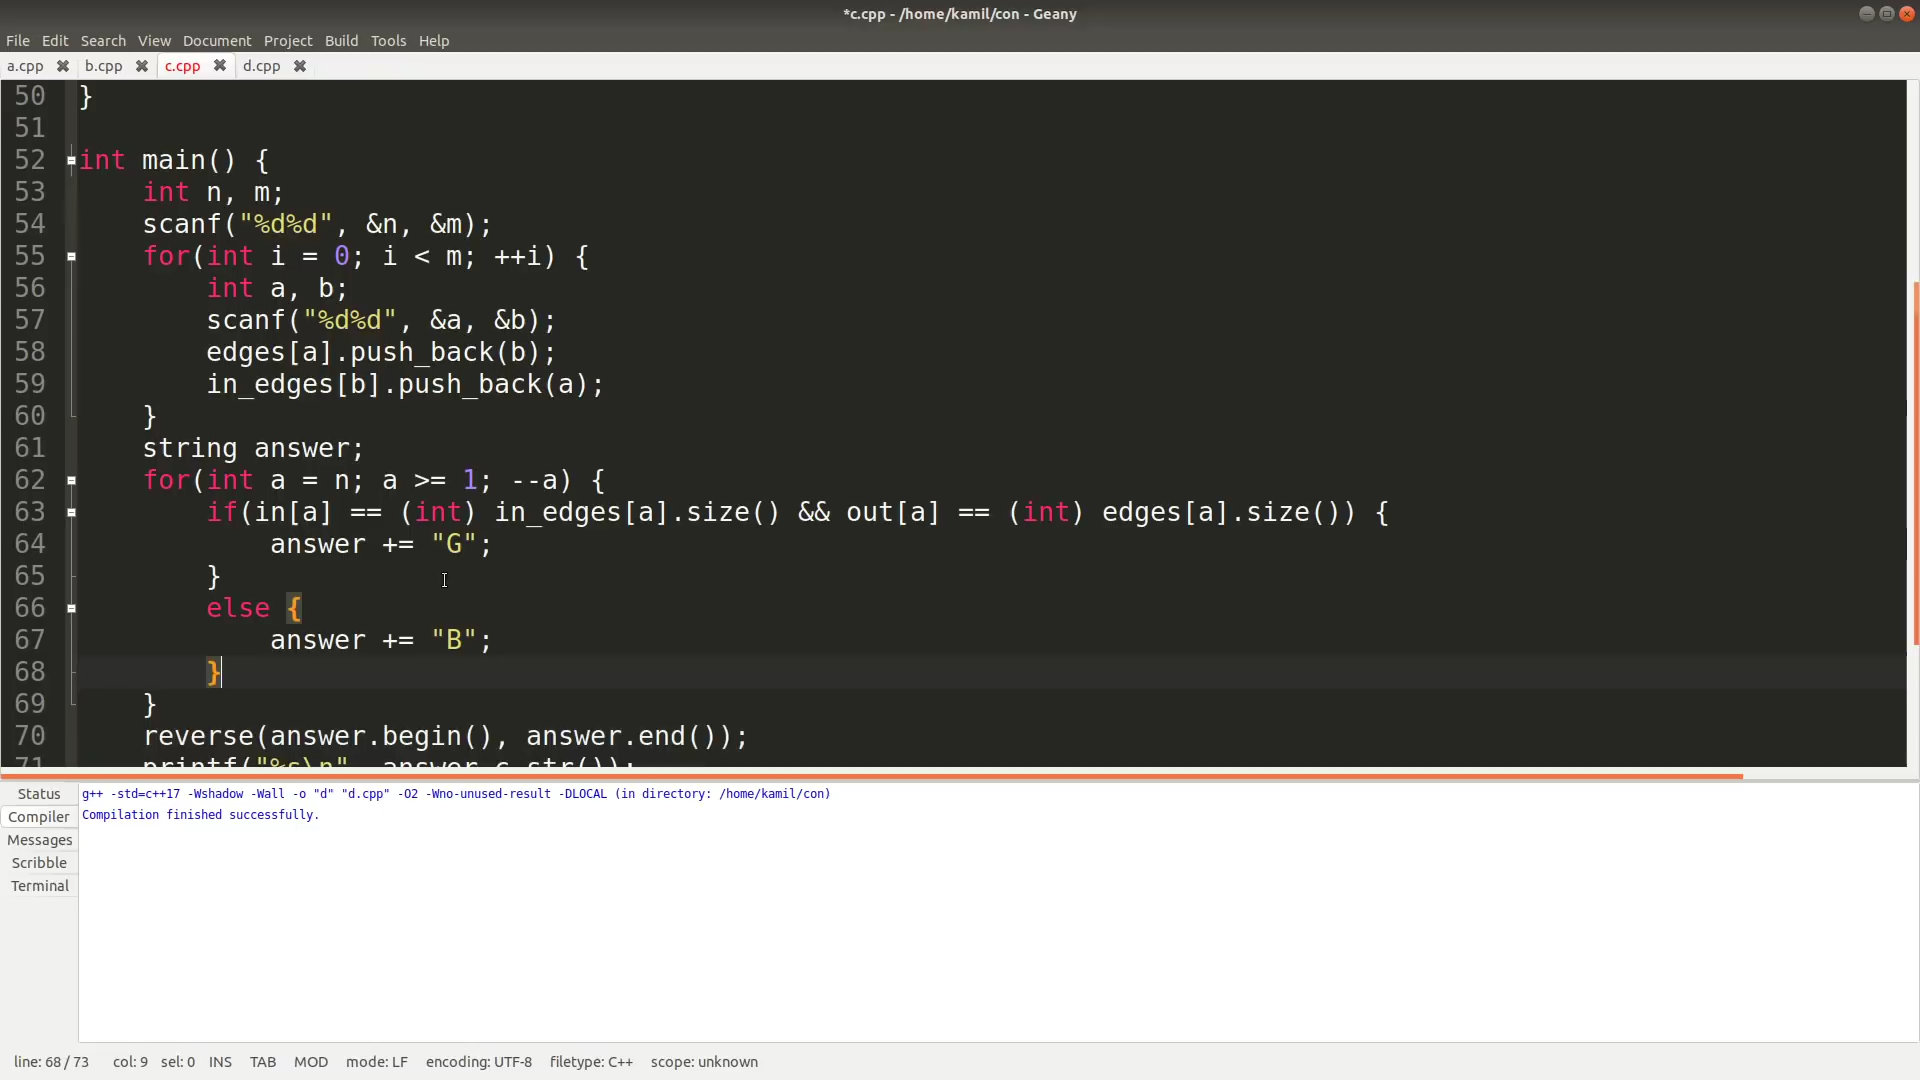 *c.cpp - /home/kamil/con - Geany
File Edit Search View Document Project Build Tools Help
a.cpp b.cpp c.cpp d.cpp
50 }
51
52 int main() {
53 int n, m;
54 scanf("%d%d", &n, &m);
55 for(int i = 0; i < m; ++i) {
56 int a, b;
57 scanf("%d%d", &a, &b);
58 edges[a].push_back(b);
59 in_edges[b].push_back(a);
60 }
61 string answer;
62 for(int a = n; a >= 1; --a) {
63 if(in[a] == (int) in_edges[a].size() && out[a] == (int) edges[a].size()) {
64 answer += "G";
65 }
66 else {
67 answer += "B";
68 }
69 }
70 reverse(answer.begin(), answer.end());
71 printf("%s\n", answer.c_str());
Status
Compiler
Messages
Scribble
Terminal
g++ -std=c++17 -Wshadow -Wall -o "d" "d.cpp" -O2 -Wno-unused-result -DLOCAL (in directory: /home/kamil/con)
Compilation finished successfully.
line: 68 / 73 col: 9 sel: 0 INS TAB MOD mode: LF encoding: UTF-8 filetype: C++ scope: unknown